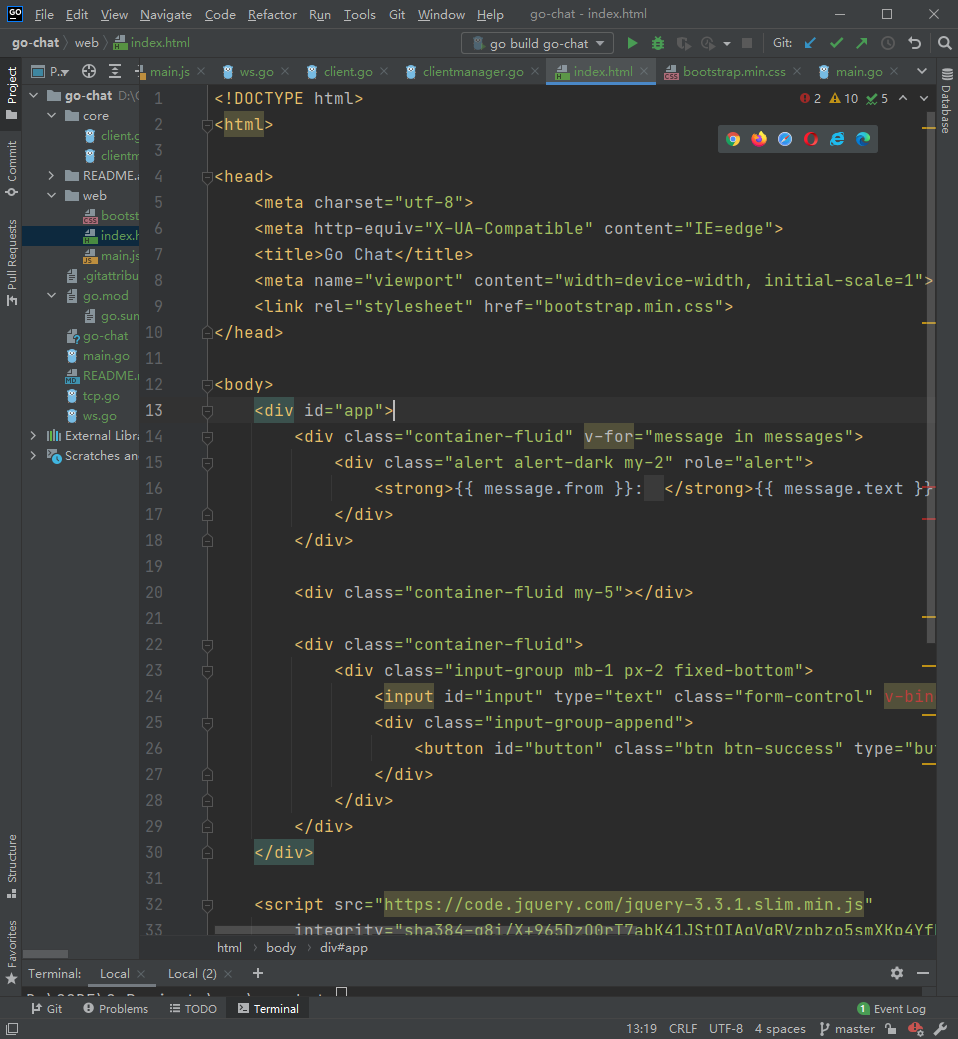 GO File Edit View Navigate Code Refactor Run Tools Git Window Help go-chat - index.html
go-chat web index.html go build go-chat Git:
P.. main.js ws.go client.go clientmanager.go index.html bootstrap.min.css main.go
Project
Commit
Pull Requests
Structure
Favorites
Database
go-chat D:\
core
client.g
clientm
README.
web
bootst
index.h
main.js
.gitattribu
go.mod
go.sum
go-chat
main.go
README.
tcp.go
ws.go
External Libra
Scratches and
2 10 5
1 <!DOCTYPE html>
2 <html>
3
4 <head>
5 <meta charset="utf-8">
6 <meta http-equiv="X-UA-Compatible" content="IE=edge">
7 <title>Go Chat</title>
8 <meta name="viewport" content="width=device-width, initial-scale=1">
9 <link rel="stylesheet" href="bootstrap.min.css">
10 </head>
11
12 <body>
13 <div id="app">
14 <div class="container-fluid" v-for="message in messages">
15 <div class="alert alert-dark my-2" role="alert">
16 <strong>{{ message.from }}: </strong>{{ message.text }}
17 </div>
18 </div>
19
20 <div class="container-fluid my-5"></div>
21
22 <div class="container-fluid">
23 <div class="input-group mb-1 px-2 fixed-bottom">
24 <input id="input" type="text" class="form-control" v-bin
25 <div class="input-group-append">
26 <button id="button" class="btn btn-success" type="but
27 </div>
28 </div>
29 </div>
30 </div>
31
32 <script src="https://code.jquery.com/jquery-3.3.1.slim.min.js"
33
html body div#app
Terminal: Local Local (2) +
Git Problems TODO Terminal 1 Event Log
13:19 CRLF UTF-8 4 spaces master